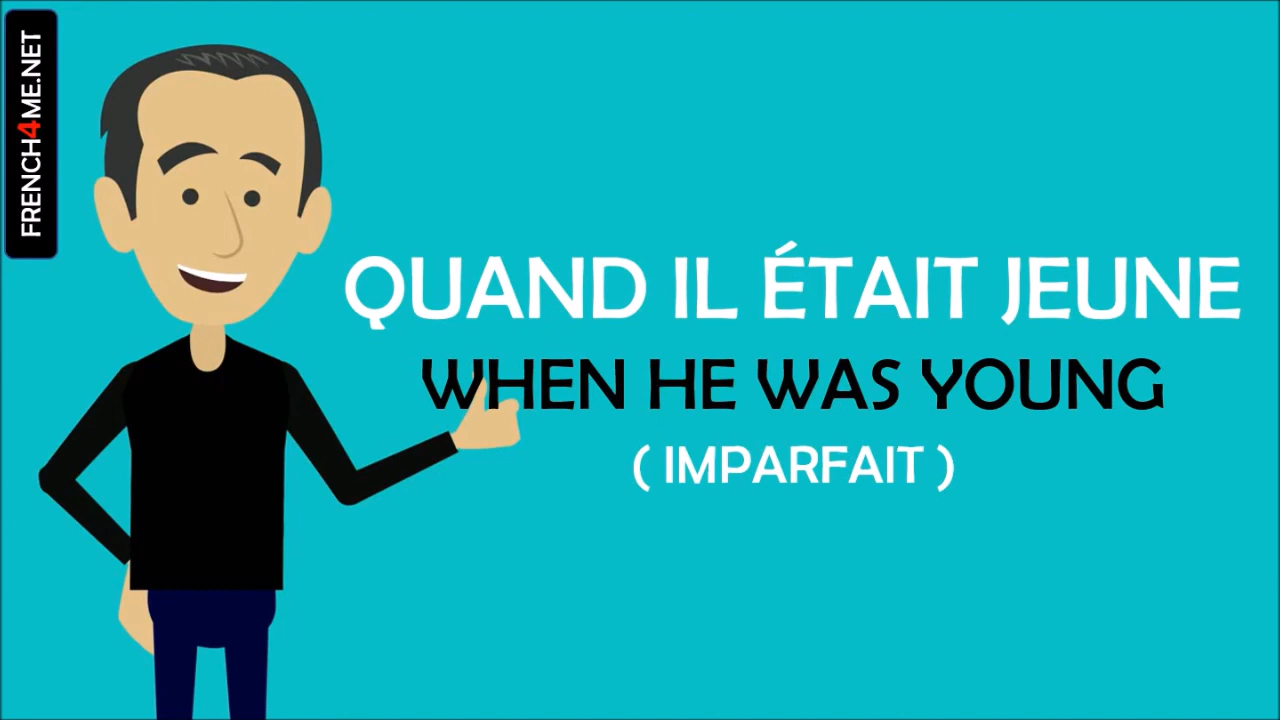 FRENCH4ME.NET
QUAND IL ÉTAIT JEUNE
WHEN HE WAS YOUNG
( IMPARFAIT )